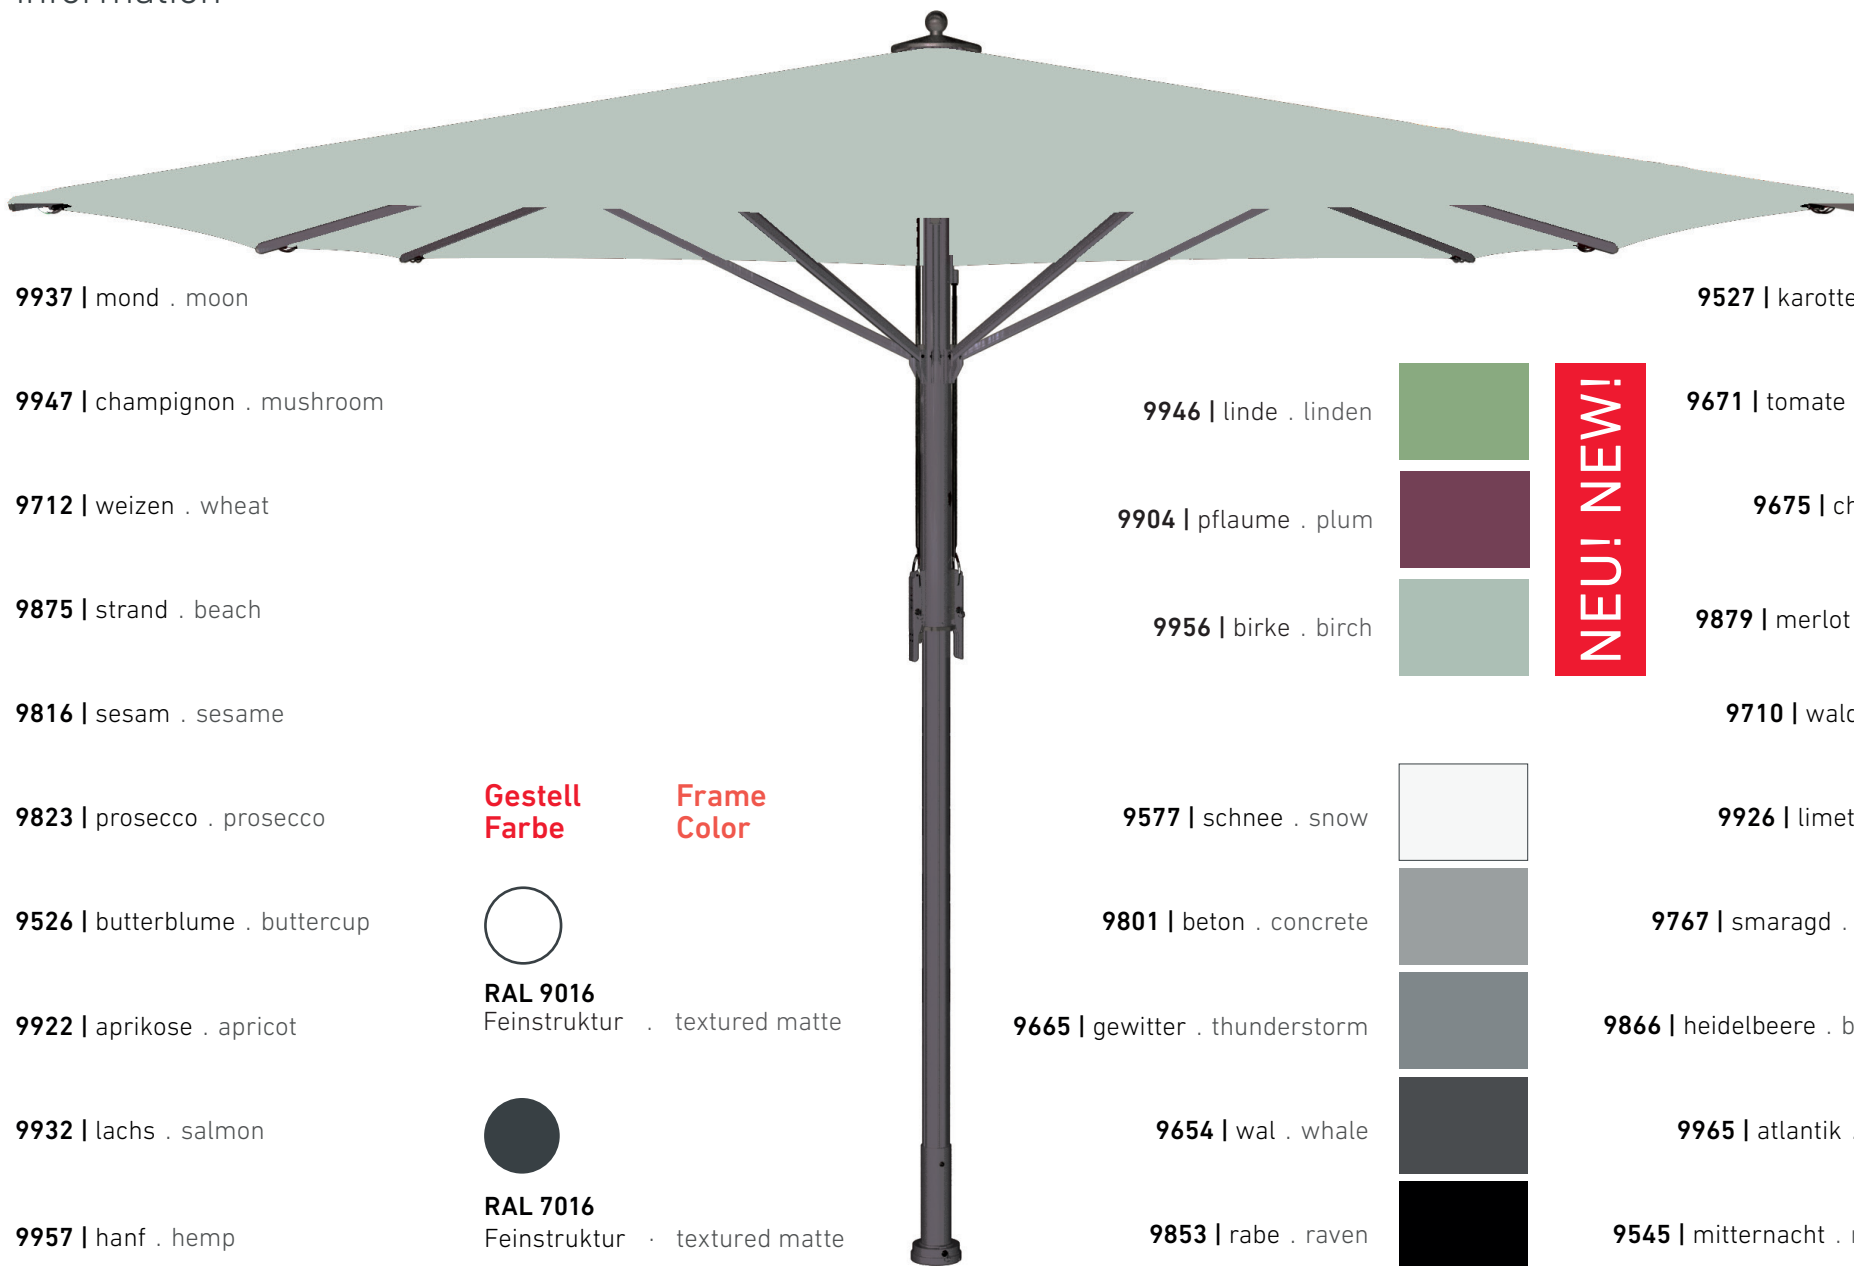 9937 | mond . moon
9947 | champignon . mushroom
9712 | weizen . wheat
9875 | strand . beach
9816 | sesam . sesame
9823 | prosecco . prosecco
9526 | butterblume . buttercup
9922 | aprikose . apricot
9932 | lachs . salmon
9957 | hanf . hemp
Gestell Farbe
Frame Color
RAL 9016
Feinstruktur . textured matte
RAL 7016
Feinstruktur · textured matte
9946 | linde . linden
9904 | pflaume . plum
9956 | birke . birch
NEU! NEW!
9577 | schnee . snow
9801 | beton . concrete
9665 | gewitter . thunderstorm
9654 | wal . whale
9853 | rabe . raven
9527 | karotte
9671 | tomate
9675 |
9879 | merlot
9710 |
9926 |
9767 | smaragd .
9866 | heidelbeere .
9965 | atlantik .
9545 | mitternacht .